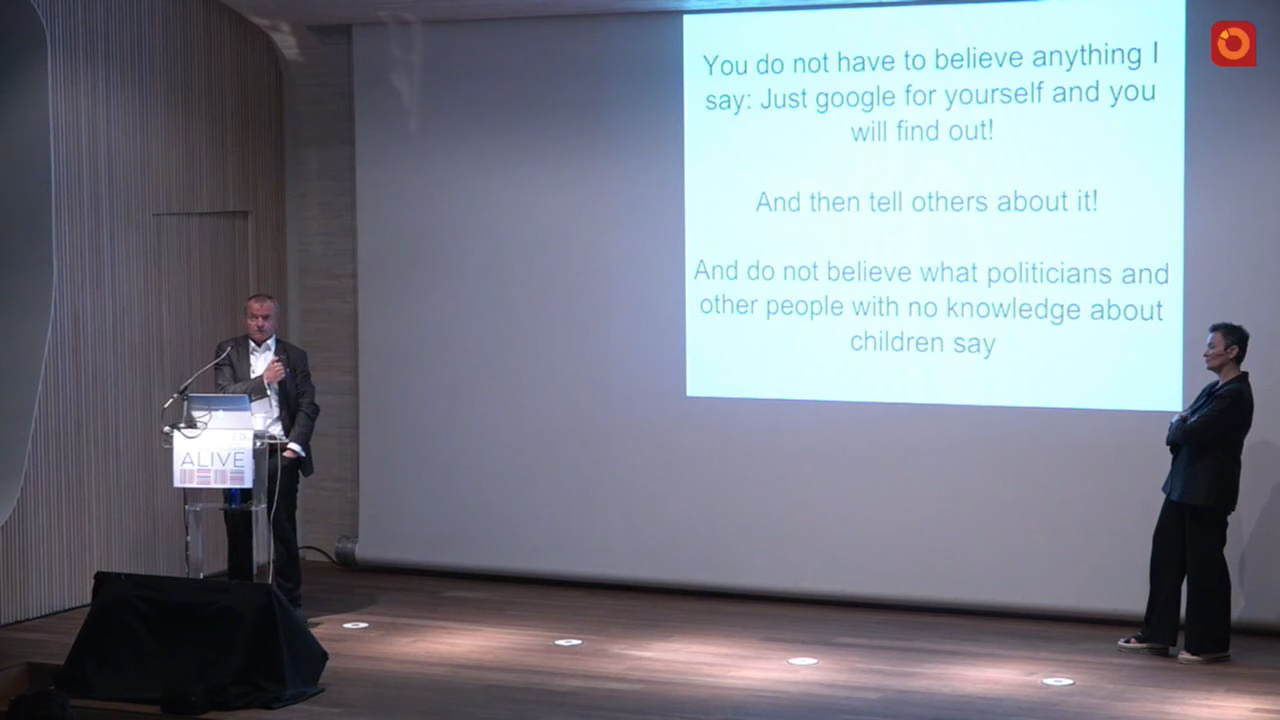 You do not have to believe anything I
say: Just google for yourself and you
will find out!
And then tell others about it!
And do not believe what politicians and
other people with no knowledge about
children say
ALIVE